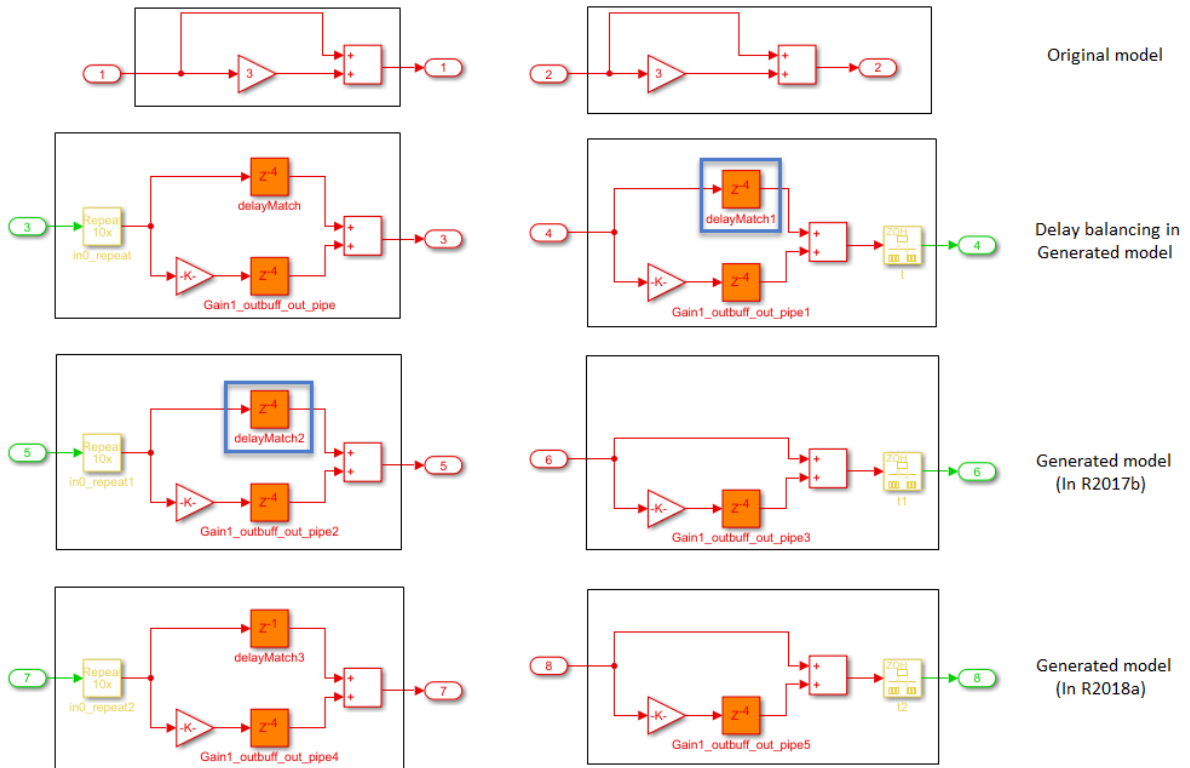 1
3
+
+
1
2
3
+
+
2
Original model
3
Repeat
10x
in0_repeat
Z-4
delayMatch
-K-
Z-4
Gain1_outbuff_out_pipe
+
+
3
4
Z-4
delayMatch1
-K-
Z-4
Gain1_outbuff_out_pipe1
+
+
ZOH
t
4
Delay balancing in
Generated model
5
Repeat
10x
in0_repeat1
Z-4
delayMatch2
-K-
Z-4
Gain1_outbuff_out_pipe2
+
+
5
6
-K-
Z-4
Gain1_outbuff_out_pipe3
+
+
ZOH
t1
6
Generated model
(In R2017b)
7
Repeat
10x
in0_repeat2
Z-1
delayMatch3
-K-
Z-4
Gain1_outbuff_out_pipe4
+
+
7
8
-K-
Z-4
Gain1_outbuff_out_pipe5
+
+
ZOH
t2
8
Generated model
(In R2018a)